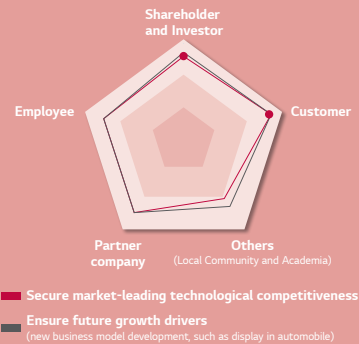 Shareholder
and Investor
Employee
Customer
Partner
company
Others
(Local Community and Academia)
Secure market-leading technological competitiveness
Ensure future growth drivers
(new business model development, such as display in automobile)